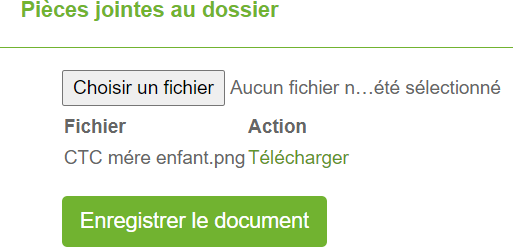 Pièces jointes au dossier
Choisir un fichier Aucun fichier n…été sélectionné
Fichier Action
CTC mére enfant.png Télécharger
Enregistrer le document